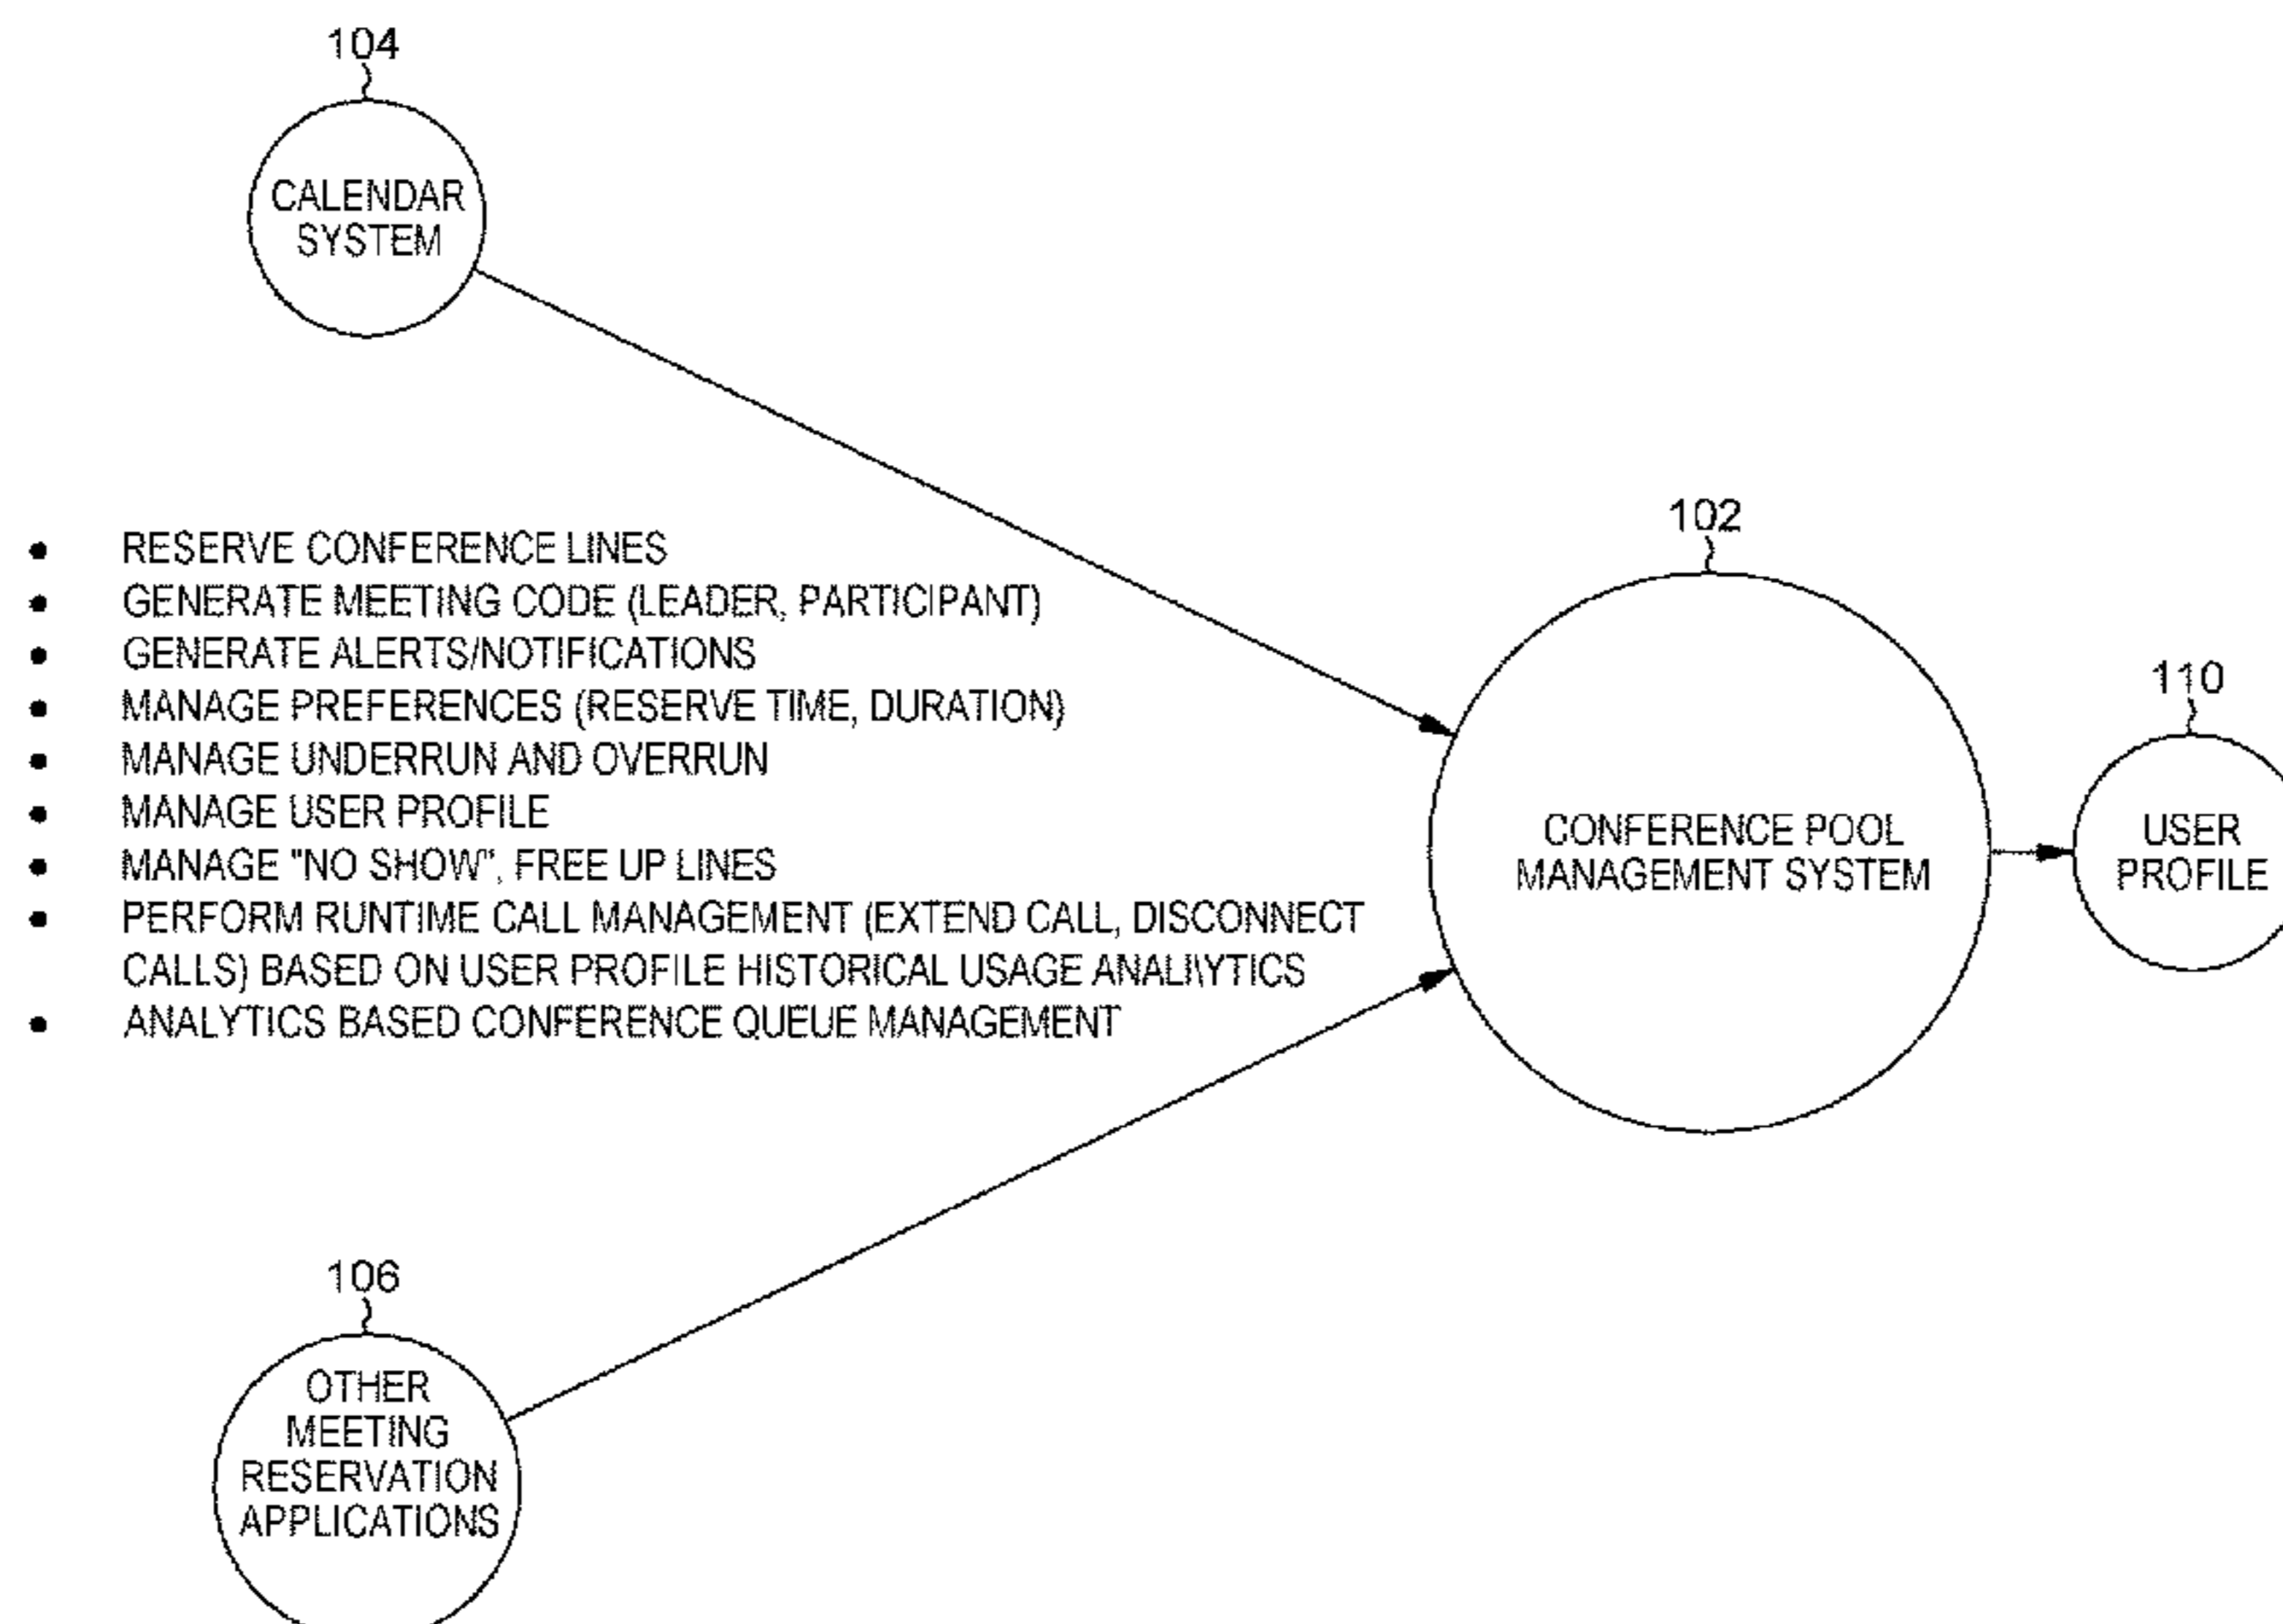 104
CALENDAR
SYSTEM
• RESERVE CONFERENCE LINES
• GENERATE MEETING CODE (LEADER, PARTICIPANT)
• GENERATE ALERTS/NOTIFICATIONS
• MANAGE PREFERENCES (RESERVE TIME, DURATION)
• MANAGE UNDERRUN AND OVERRUN
• MANAGE USER PROFILE
• MANAGE "NO SHOW", FREE UP LINES
• PERFORM RUNTIME CALL MANAGEMENT (EXTEND CALL, DISCONNECT
CALLS) BASED ON USER PROFILE HISTORICAL USAGE ANALI\YTICS
• ANALYTICS BASED CONFERENCE QUEUE MANAGEMENT
102
CONFERENCE POOL
MANAGEMENT SYSTEM
110
USER
PROFILE
106
OTHER
MEETING
RESERVATION
APPLICATIONS